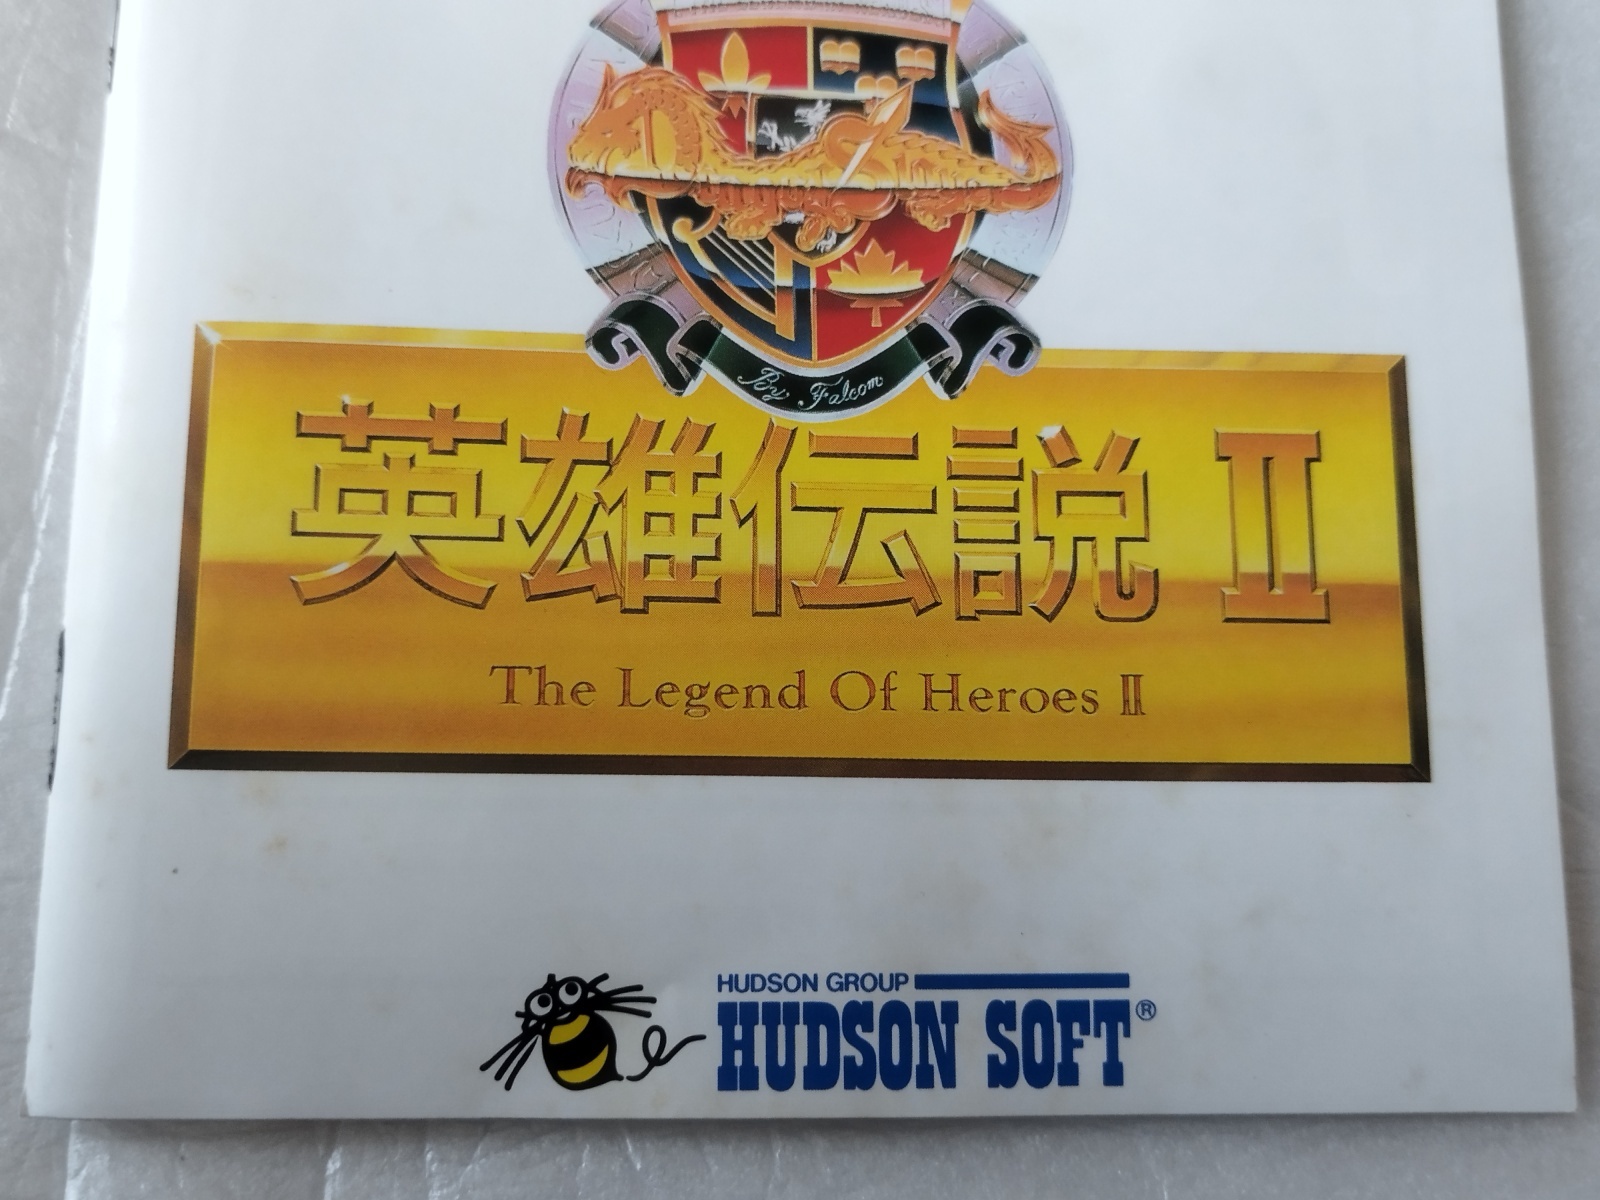 By Falcom
英雄伝説 Ⅱ
The Legend Of Heroes Ⅱ
HUDSON GROUP
HUDSON SOFT®